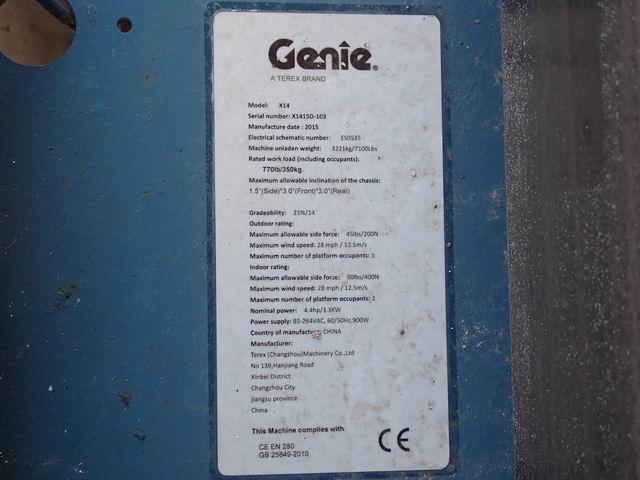 Genie®
A TEREX BRAND
Model: X14
Serial number: X1415D-103
Manufacture date : 2015
Electrical schematic number: ES0535
Machine unladen weight: 3221kg/7100Lbs
Rated work load (including occupants):
770lb/350kg
Maximum allowable inclination of the chassis:
1.5°(Side)*3.0°(Front)*3.0°(Rear)
Gradeability: 25%/14°
Outdoor rating:
Maximum allowable side force: 45lbs/200N
Maximum wind speed: 28 mph / 12.5m/s
Maximum number of platform occupants: 1
Indoor rating:
Maximum allowable side force: 90lbs/400N
Maximum wind speed: 28 mph / 12.5m/s
Maximum number of platform occupants: 2
Nominal power: 4.4hp/3.3KW
Power supply: 85-264VAC, 60/50Hz,900W
Country of manufacture: CHINA
Manufacturer:
Terex (Changzhou)Machinery Co.,Ltd
No 139,Hanjiang Road
Xinbei District
Changzhou City
jiangsu province
China
This Machine complies with
CE EN 280
GB 25849-2010
CE